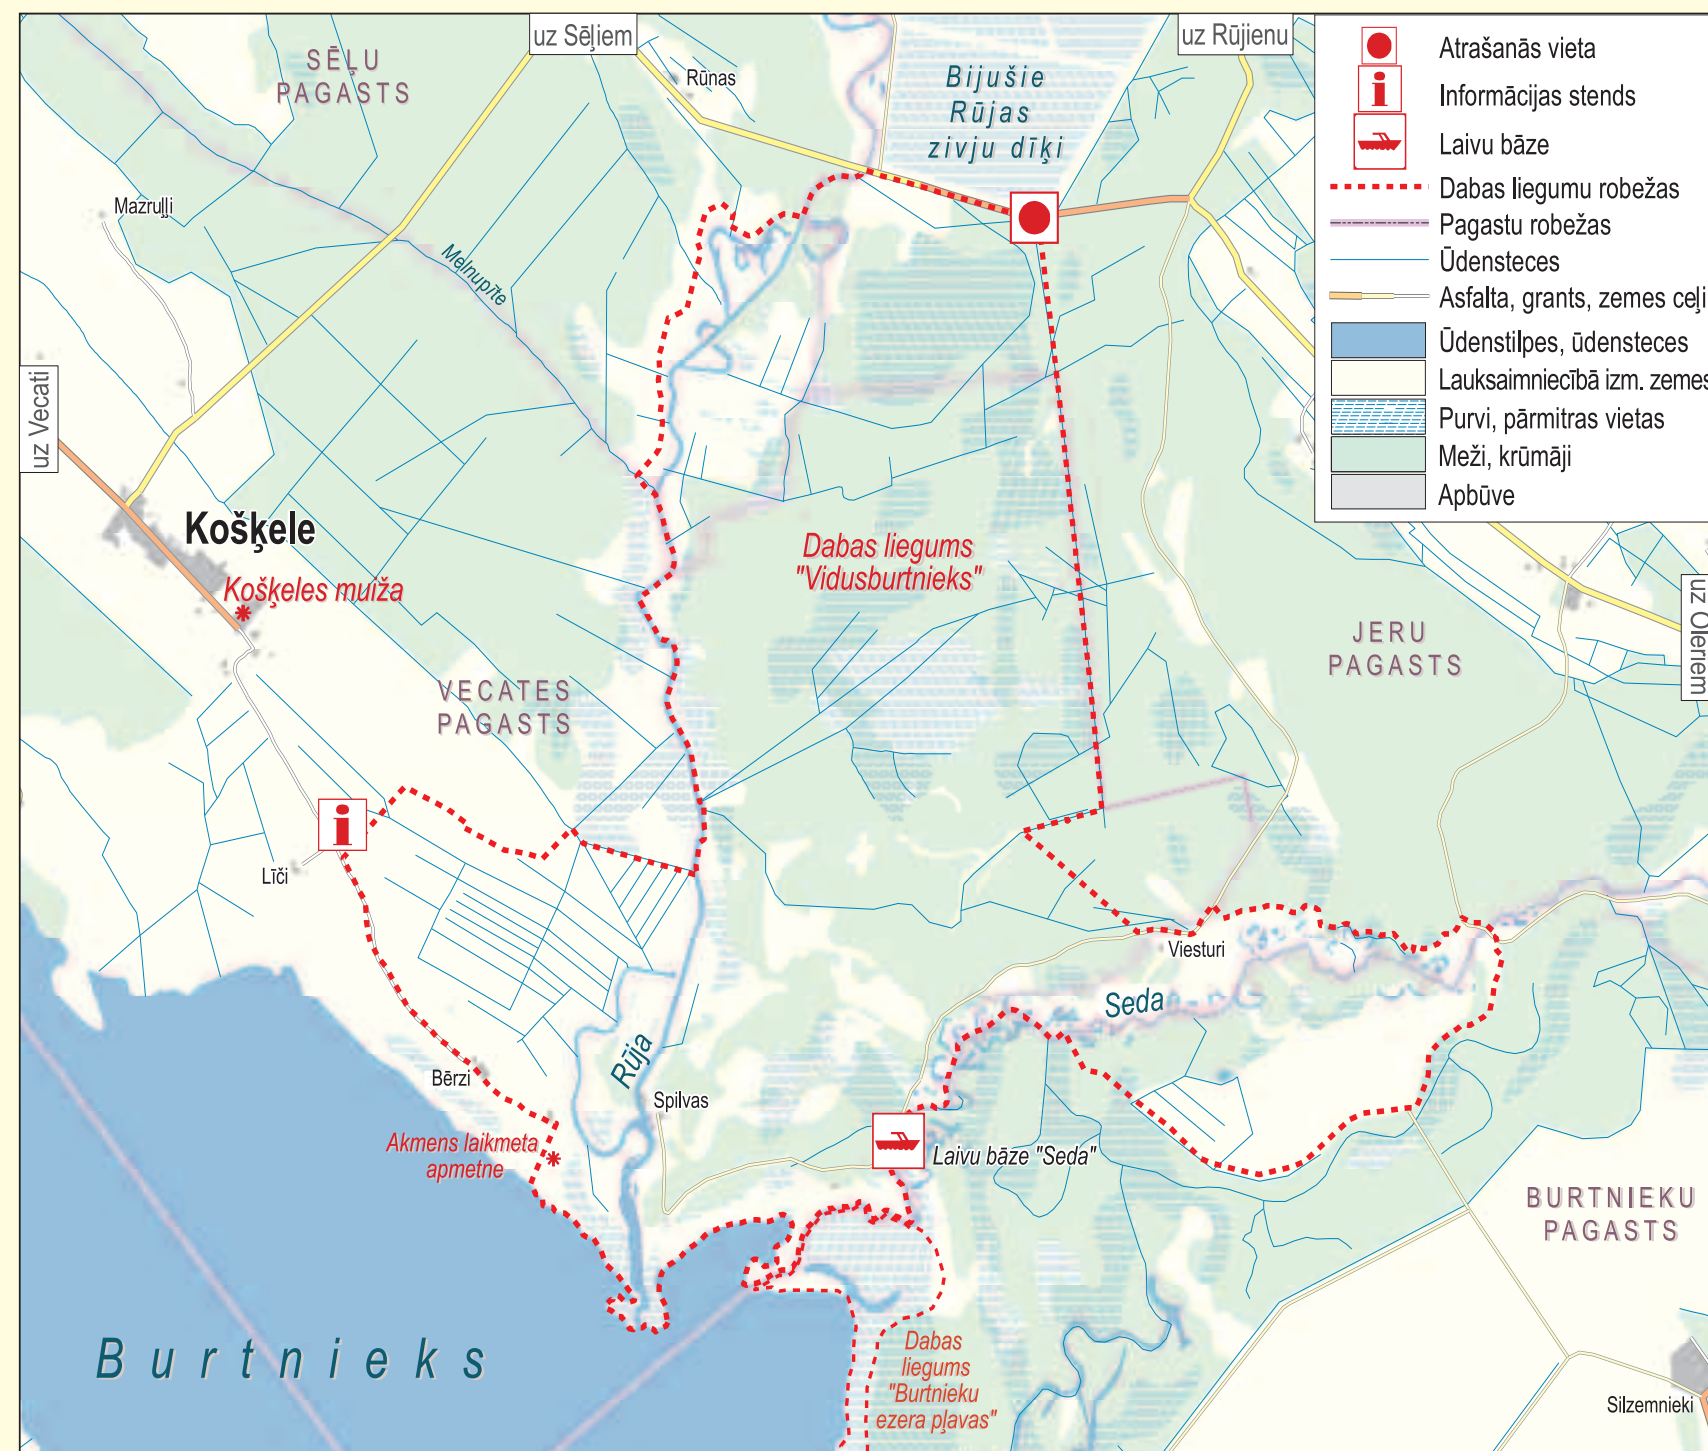 uz Sēļiem
uz Rūjienu
SĒĻU
PAGASTS
Rūnas
Bijušie
Rūjas
zivju dīķi
Atrašanās vieta
i
Informācijas stends
Laivu bāze
Dabas liegumu robežas
Pagastu robežas
Ūdensteces
Asfalta, grants, zemes ceļi
Ūdenstilpes, ūdensteces
Lauksaimniecībā izm. zemes
Purvi, pārmitras vietas
Meži, krūmāji
Apbūve
Mazruļļi
Meļnupīte
uz Vecati
Košķele
Košķeles muiža
Dabas liegums
"Vidusburtnieks"
uz Oleriem
JERU
PAGASTS
VECATES
PAGASTS
i
Līči
Viesturi
Seda
Rūja
Bērzi
Spilvas
Akmens laikmeta
apmetne
Laivu bāze "Seda"
BURTNIEKU
PAGASTS
Burtnieks
Dabas
liegums
"Burtnieku
ezera pļavas"
Silzemnieki